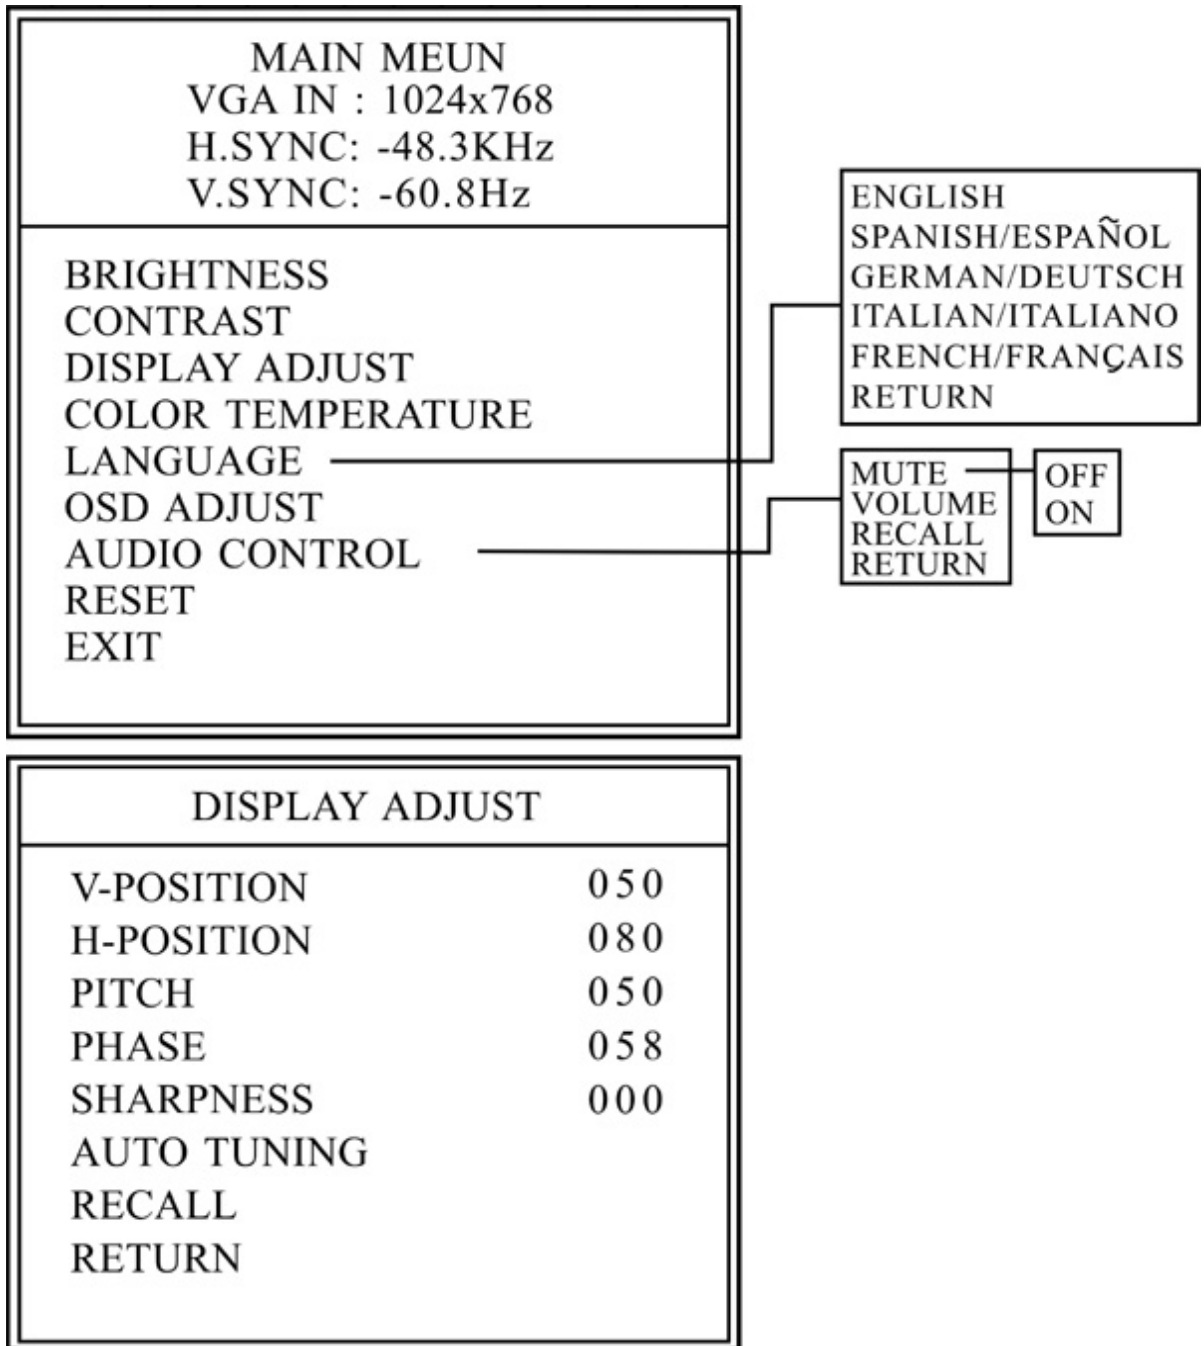 MAIN MEUN
VGA IN : 1024x768
H.SYNC: -48.3KHz
V.SYNC: -60.8Hz
BRIGHTNESS
CONTRAST
DISPLAY ADJUST
COLOR TEMPERATURE
LANGUAGE
OSD ADJUST
AUDIO CONTROL
RESET
EXIT
ENGLISH
SPANISH/ESPAÑOL
GERMAN/DEUTSCH
ITALIAN/ITALIANO
FRENCH/FRANÇAIS
RETURN
MUTE
VOLUME
RECALL
RETURN
OFF
ON
DISPLAY ADJUST
V-POSITION 050
H-POSITION 080
PITCH 050
PHASE 058
SHARPNESS 000
AUTO TUNING
RECALL
RETURN